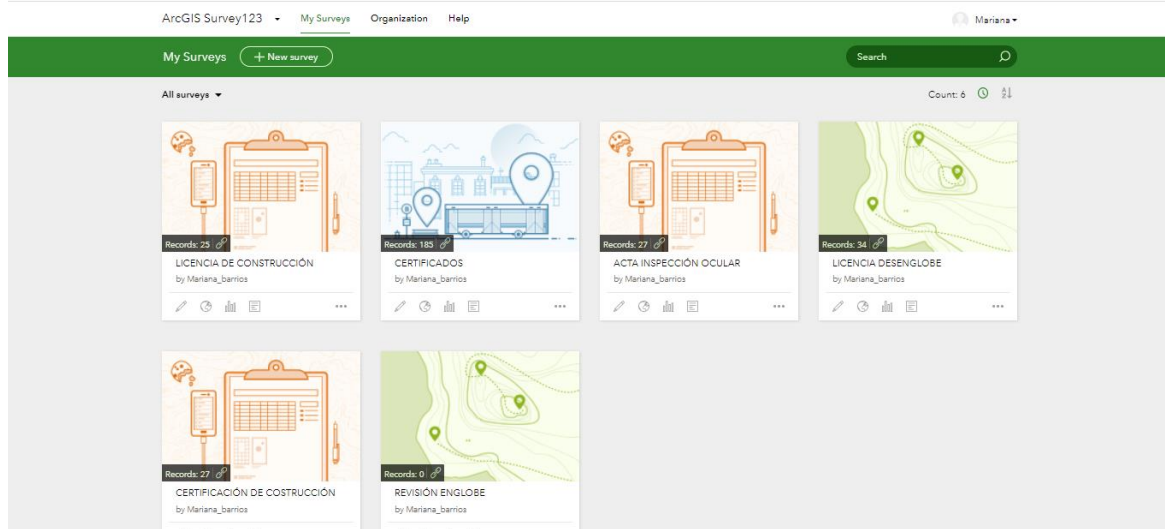 ArcGIS Survey123 My Surveys Organization Help Mariana
My Surveys + New survey Search
All surveys Count: 6
Records: 25 Records: 185 Records: 27 Records: 34
LICENCIA DE CONSTRUCCIÓN CERTIFICADOS ACTA INSPECCIÓN OCULAR LICENCIA DESENGLOBE
by Mariana_barrios by Mariana_barrios by Mariana_barrios by Mariana_barrios
Records: 27 Records: 0
CERTIFICACIÓN DE COSTRUCCIÓN REVISIÓN ENGLOBE
by Mariana_barrios by Mariana_barrios